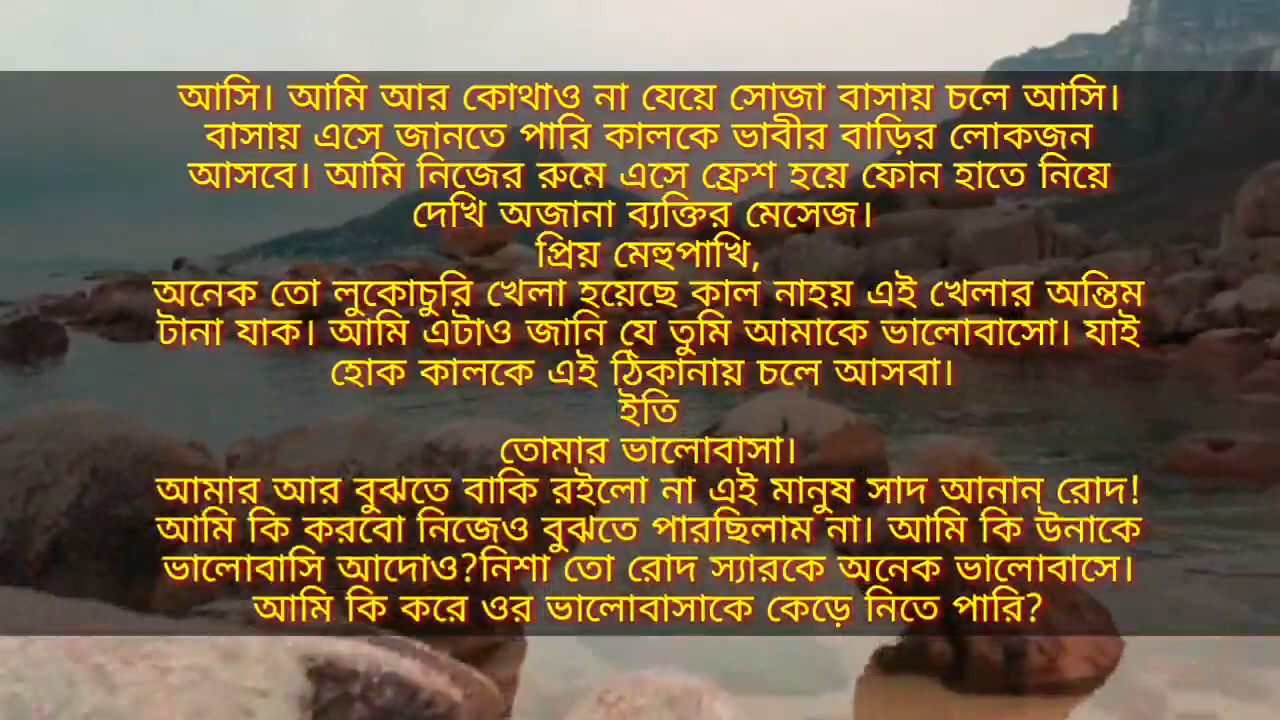 আসি। আমি আর কোথাও না যেয়ে সোজা বাসায় চলে আসি।
বাসায় এসে জানতে পারি কালকে ভাবীর বাড়ির লোকজন
আসবে। আমি নিজের রুমে এসে ফ্রেশ হয়ে ফোন হাতে নিয়ে
দেখি অজানা ব্যক্তির মেসেজ।
প্রিয় মেহুপাখি,
অনেক তো লুকোচুরি খেলা হয়েছে কাল নাহয় এই খেলার অন্তিম
টানা যাক। আমি এটাও জানি যে তুমি আমাকে ভালোবাসো। যাই
হোক কালকে এই ঠিকানায় চলে আসবা।
ইতি
তোমার ভালোবাসা।
আমার আর বুঝতে বাকি রইলো না এই মানুষ সাদ আনান রোদ!
আমি কি করবো নিজেও বুঝতে পারছিলাম না। আমি কি উনাকে
ভালোবাসি আদোও?নিশা তো রোদ স্যারকে অনেক ভালোবাসে।
আমি কি করে ওর ভালোবাসাকে কেড়ে নিতে পারি?